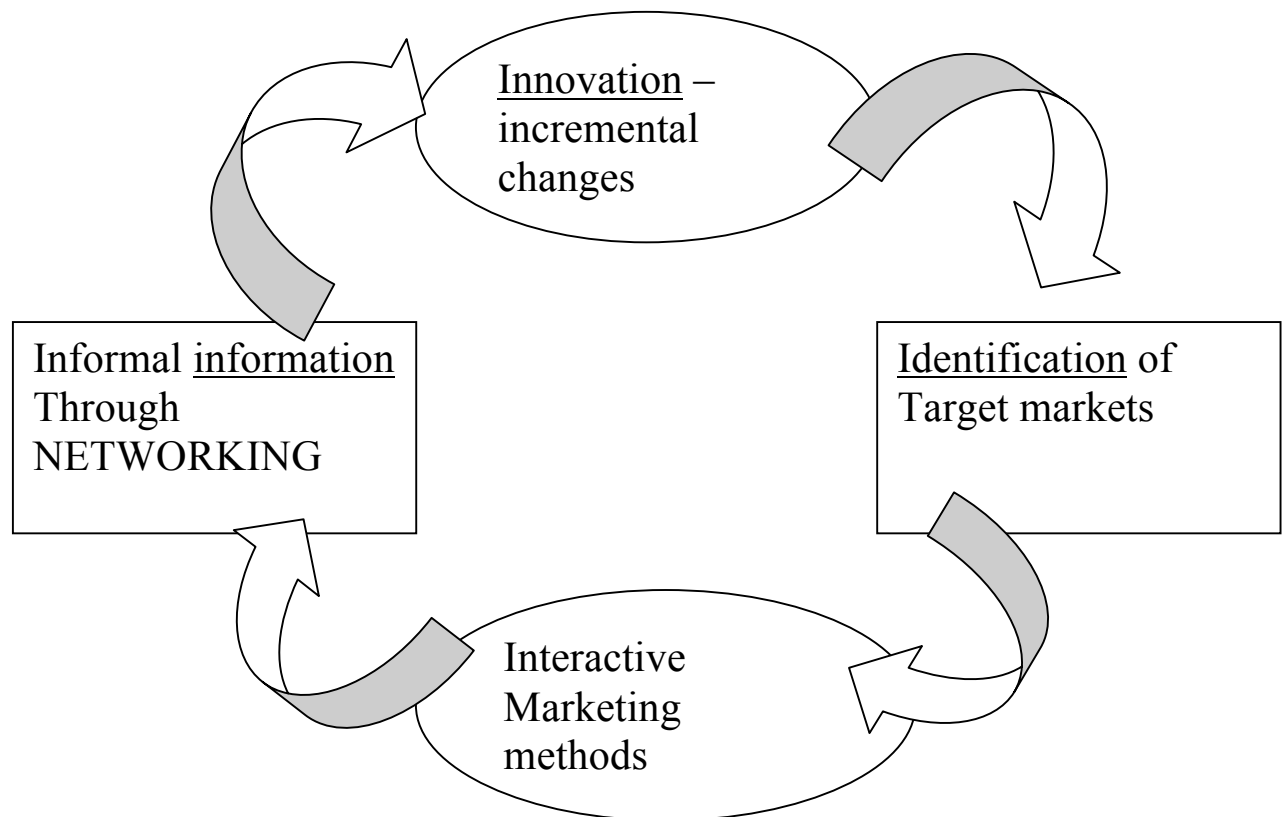 Innovation –
incremental
changes
Informal information
Through
NETWORKING
Identification of
Target markets
Interactive
Marketing
methods